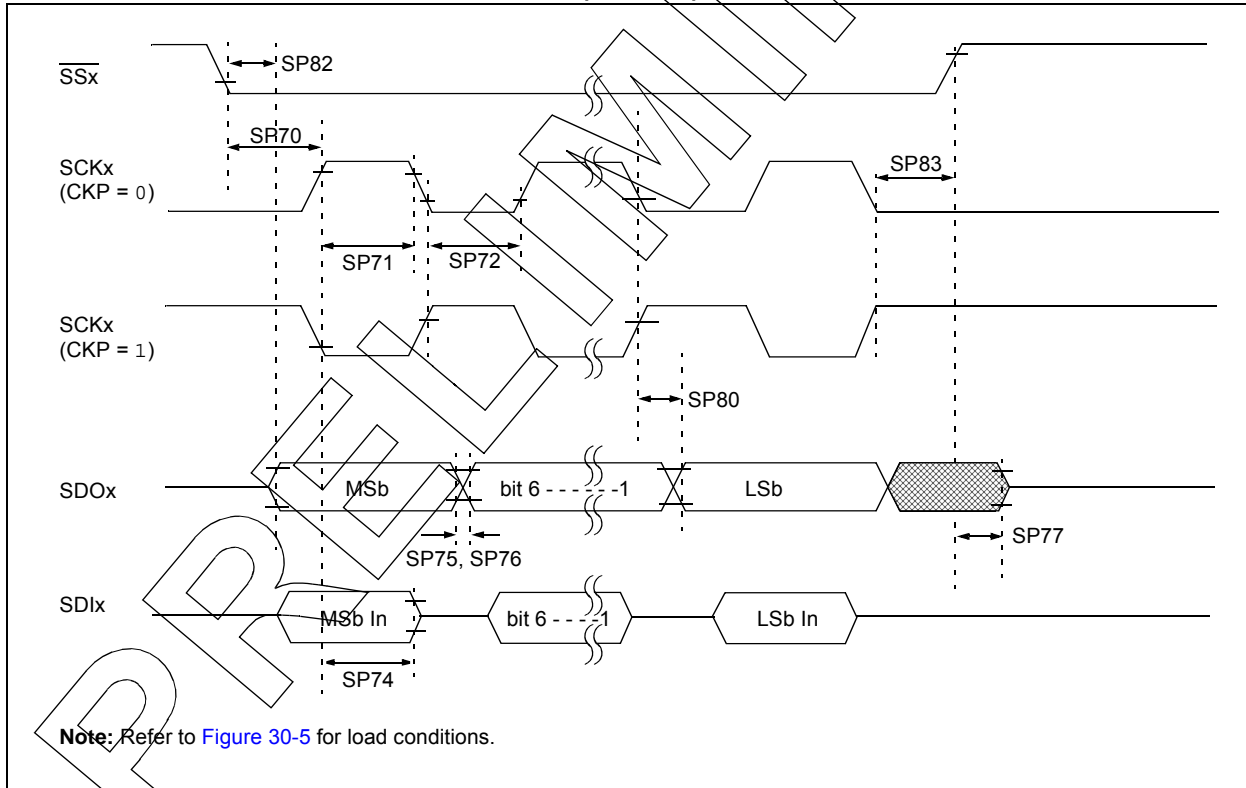 SSx
SP82
SP70
SCKx
(CKP = 0)
SP83
SP71
SP72
SCKx
(CKP = 1)
SP80
SDOx
MSb
bit 6 - - - - - -1
LSb
SP75, SP76
SP77
SDIx
MSb In
bit 6 - - - -1
LSb In
SP74
Note: Refer to Figure 30-5 for load conditions.
PRELIMIN